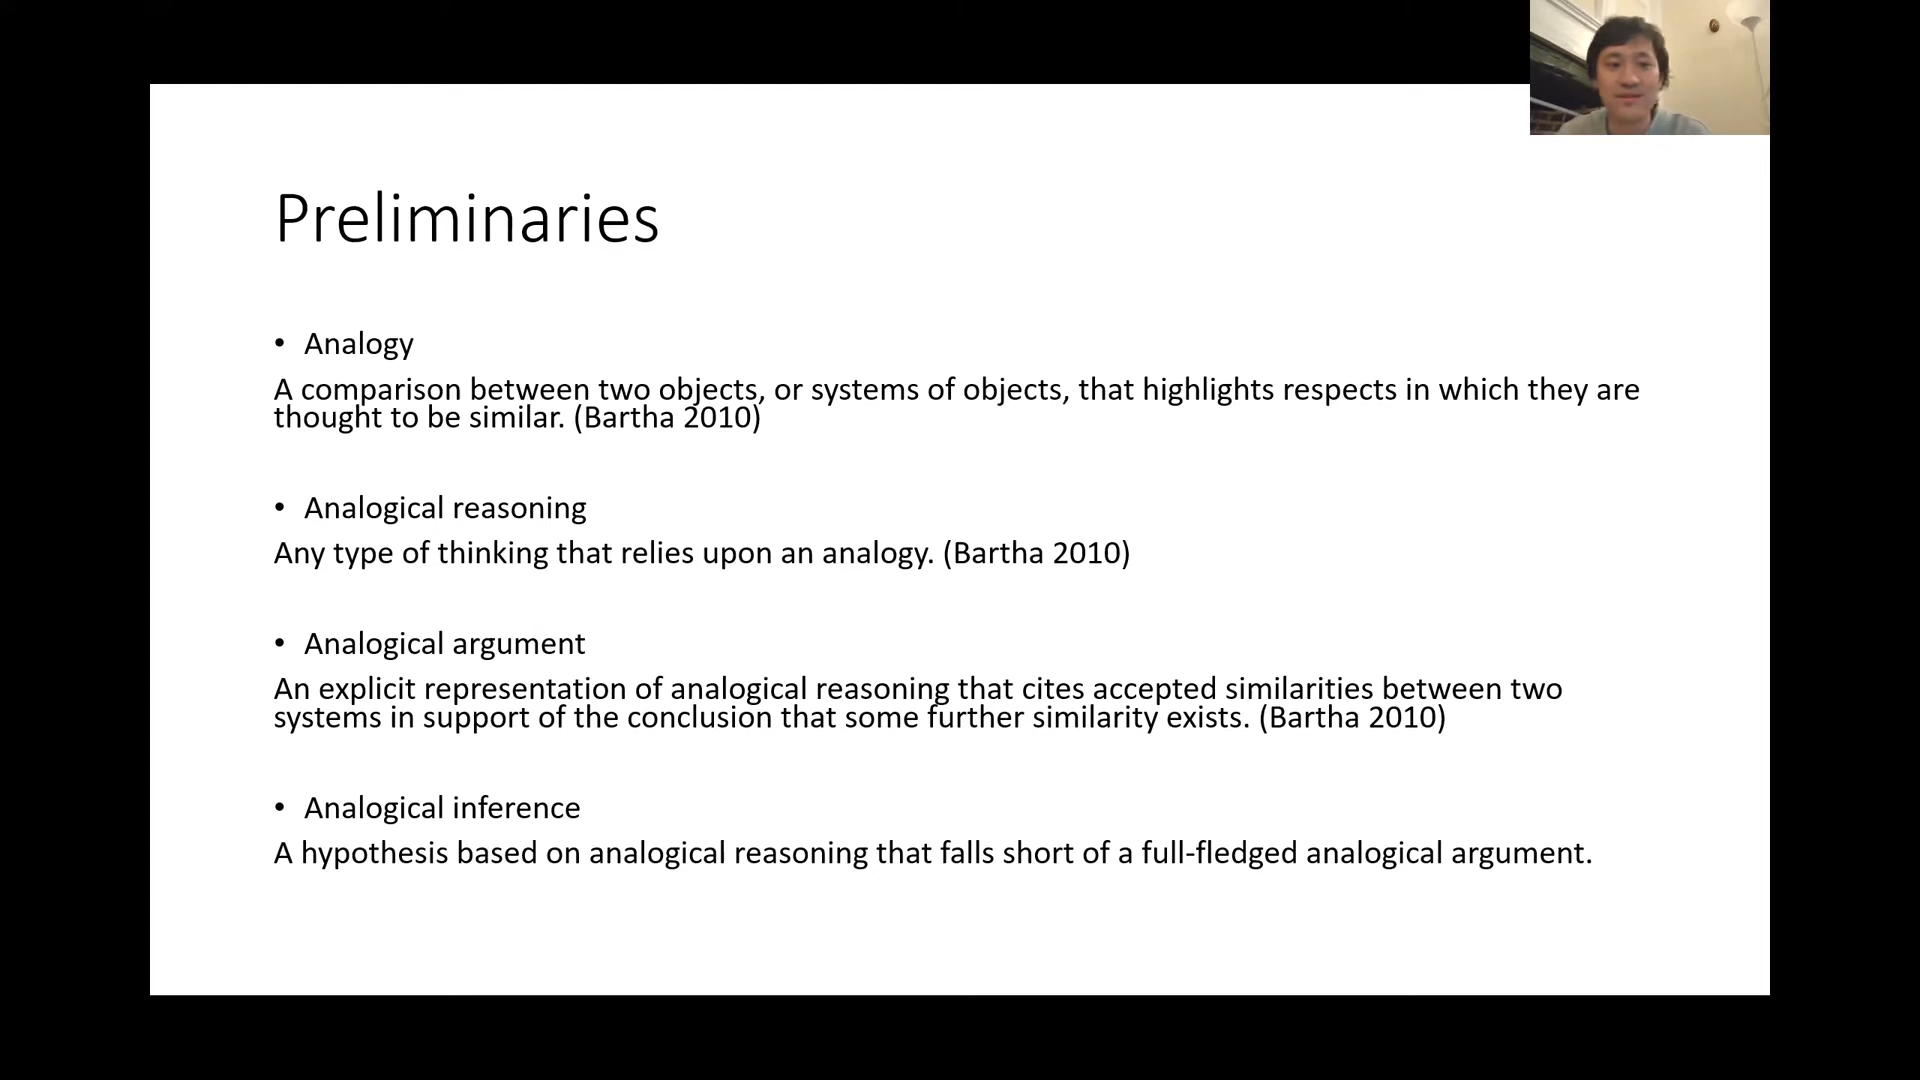 Preliminaries
• Analogy
A comparison between two objects, or systems of objects, that highlights respects in which they are
thought to be similar. (Bartha 2010)
• Analogical reasoning
Any type of thinking that relies upon an analogy. (Bartha 2010)
• Analogical argument
An explicit representation of analogical reasoning that cites accepted similarities between two
systems in support of the conclusion that some further similarity exists. (Bartha 2010)
• Analogical inference
A hypothesis based on analogical reasoning that falls short of a full-fledged analogical argument.